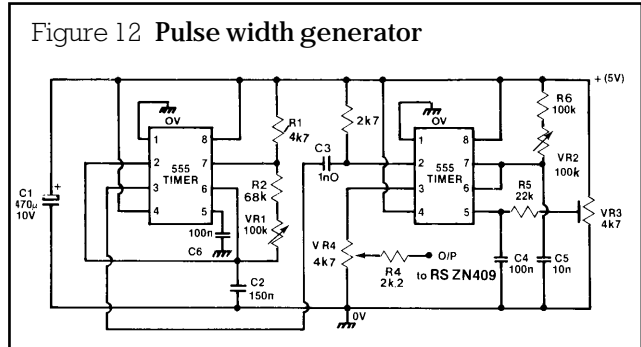 Figure 12 Pulse width generator
+ (5V)
R6
100k
R1
4k7
2k7
0V
0V
1
8
1
8
C3
1n0
VR2
100k
2
555
TIMER
7
2
555
TIMER
7
C1
470µ
10V
+
R2
68k
R5
22k
3
6
3
6
VR3
4k7
4
5
4
5
VR1
100k
100n
C6
VR4
4k7
O/P
to RS ZN409
R4
2k.2
C4
100n
C5
10n
C2
150n
0V